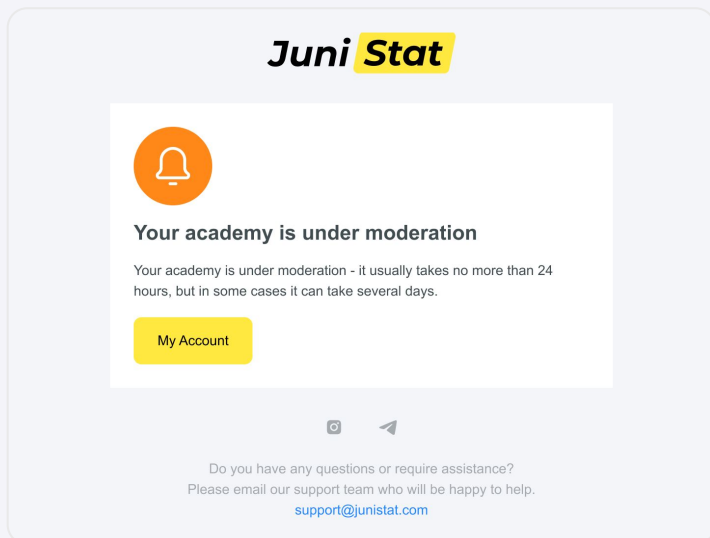 Juni Stat
Your academy is under moderation
Your academy is under moderation - it usually takes no more than 24
hours, but in some cases it can take several days.
My Account
Do you have any questions or require assistance?
Please email our support team who will be happy to help.
support@junistat.com